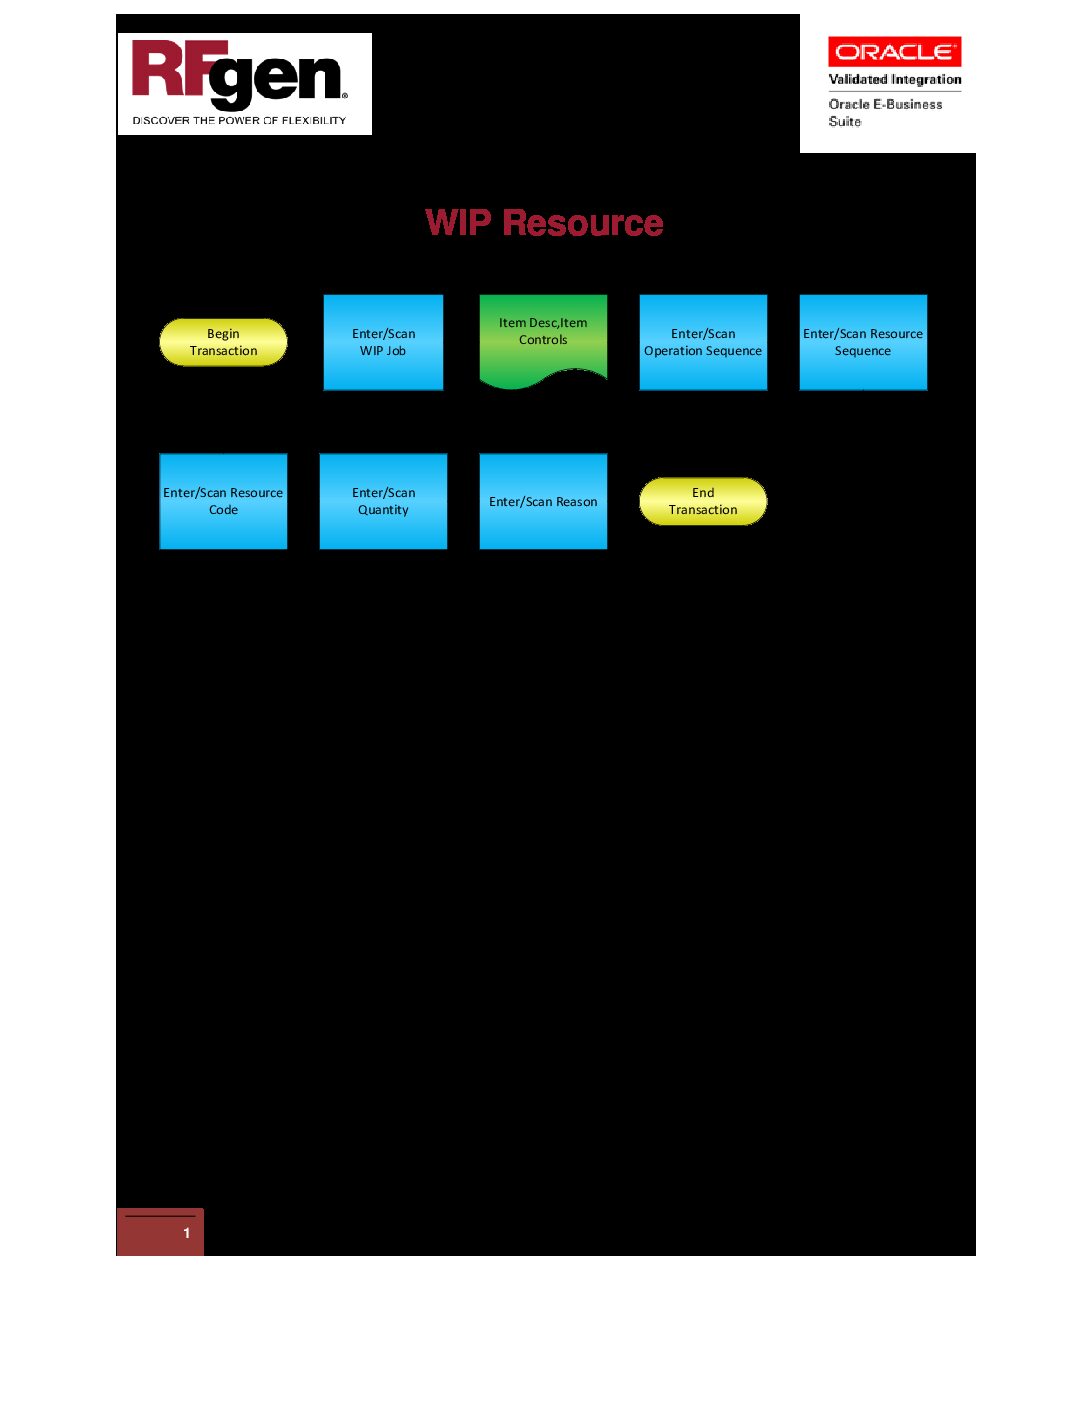 RFgen®
DISCOVER THE POWER OF FLEXIBILITY
ORACLE
Validated Integration
Oracle E-Business
Suite
WIP Resource
Begin
Transaction
Enter/Scan
WIP Job
Item Desc,Item
Controls
Enter/Scan
Operation Sequence
Enter/Scan Resource
Sequence
Enter/Scan Resource
Code
Enter/Scan
Quantity
Enter/Scan Reason
End
Transaction
1